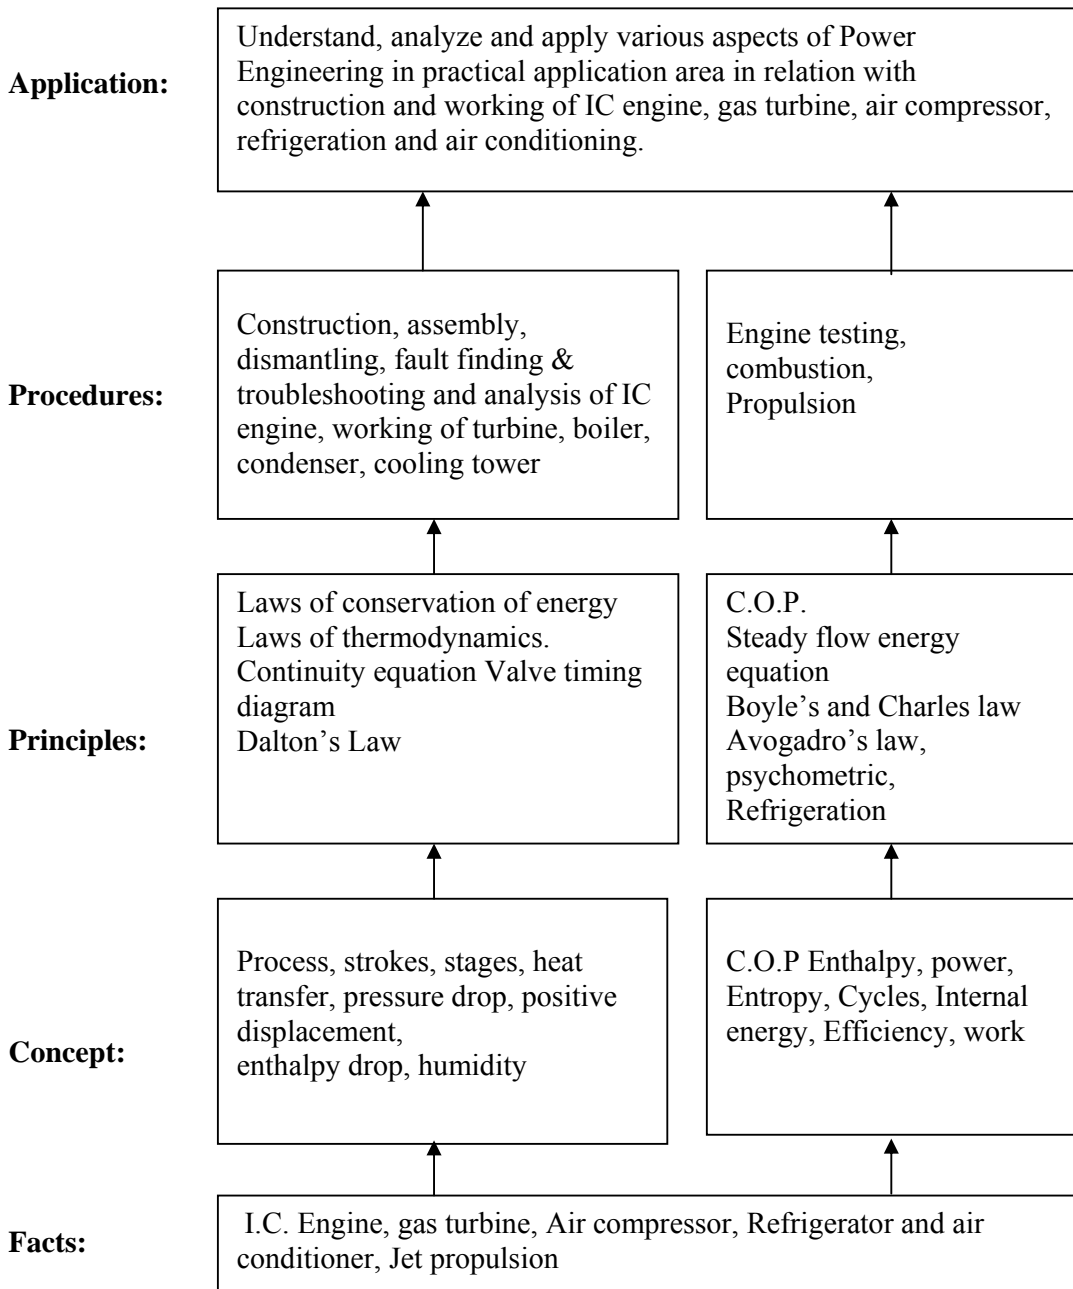 Application:
Understand, analyze and apply various aspects of Power
Engineering in practical application area in relation with
construction and working of IC engine, gas turbine, air compressor,
refrigeration and air conditioning.
Procedures:
Construction, assembly,
dismantling, fault finding &
troubleshooting and analysis of IC
engine, working of turbine, boiler,
condenser, cooling tower
Engine testing,
combustion,
Propulsion
Principles:
Laws of conservation of energy
Laws of thermodynamics.
Continuity equation Valve timing
diagram
Dalton's Law
C.O.P.
Steady flow energy
equation
Boyle's and Charles law
Avogadro's law,
psychometric,
Refrigeration
Concept:
Process, strokes, stages, heat
transfer, pressure drop, positive
displacement,
enthalpy drop, humidity
C.O.P Enthalpy, power,
Entropy, Cycles, Internal
energy, Efficiency, work
Facts:
I.C. Engine, gas turbine, Air compressor, Refrigerator and air
conditioner, Jet propulsion